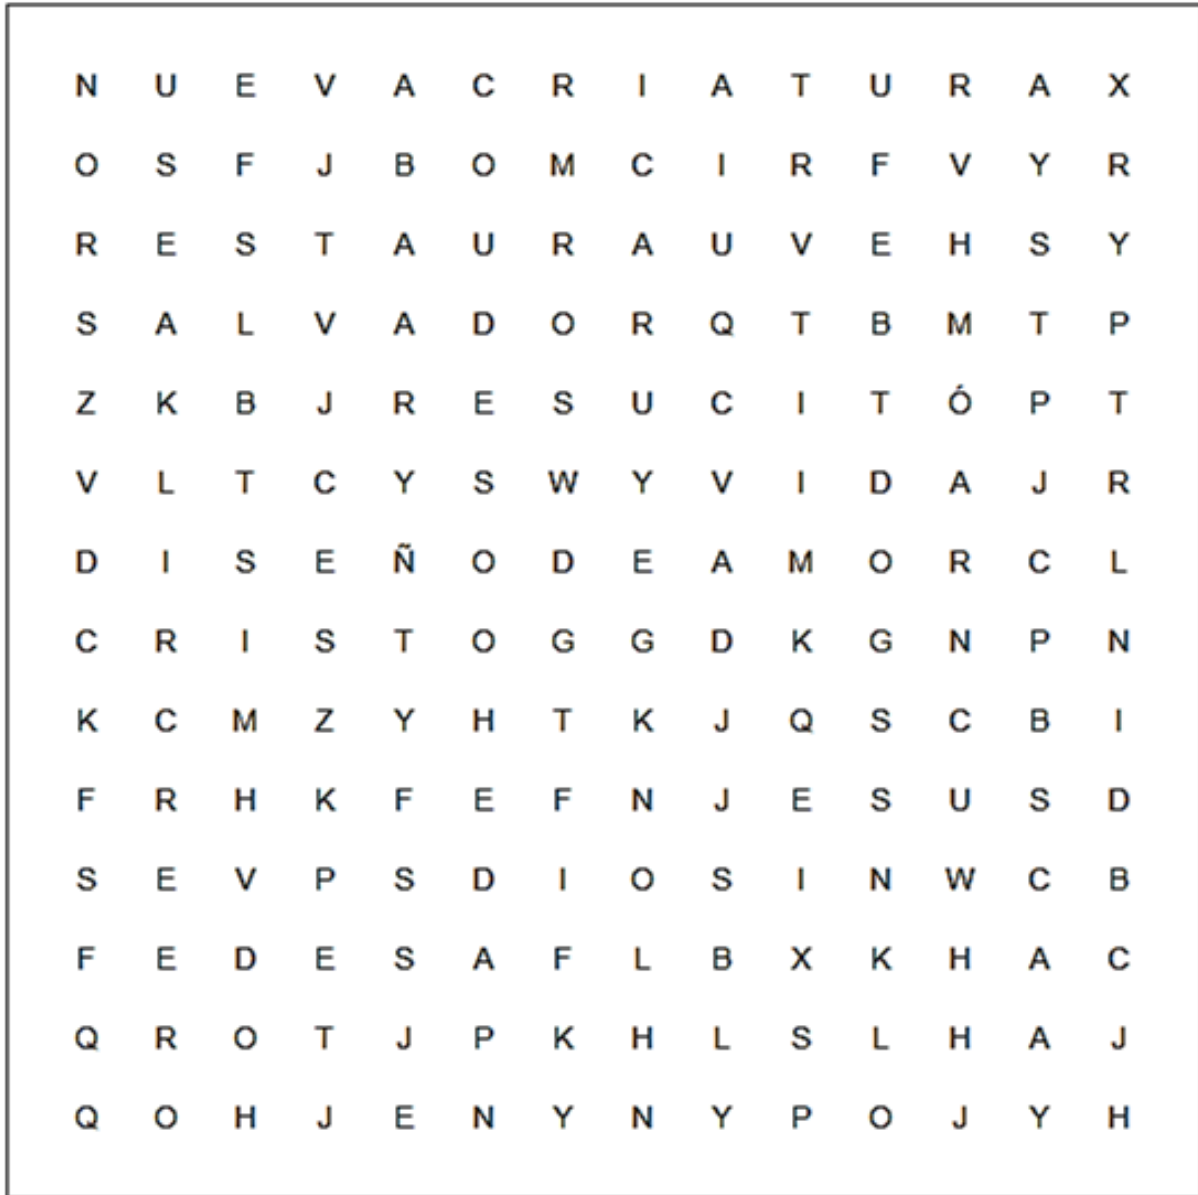 N U E V A C R I A T U R A X
O S F J B O M C I R F V Y R
R E S T A U R A U V E H S Y
S A L V A D O R Q T B M T P
Z K B J R E S U C I T Ó P T
V L T C Y S W Y V I D A J R
D I S E Ñ O D E A M O R C L
C R I S T O G G D K G N P N
K C M Z Y H T K J Q S C B I
F R H K F E F N J E S U S D
S E V P S D I O S I N W C B
F E D E S A F L B X K H A C
Q R O T J P K H L S L H A J
Q O H J E N Y N Y P O J Y H